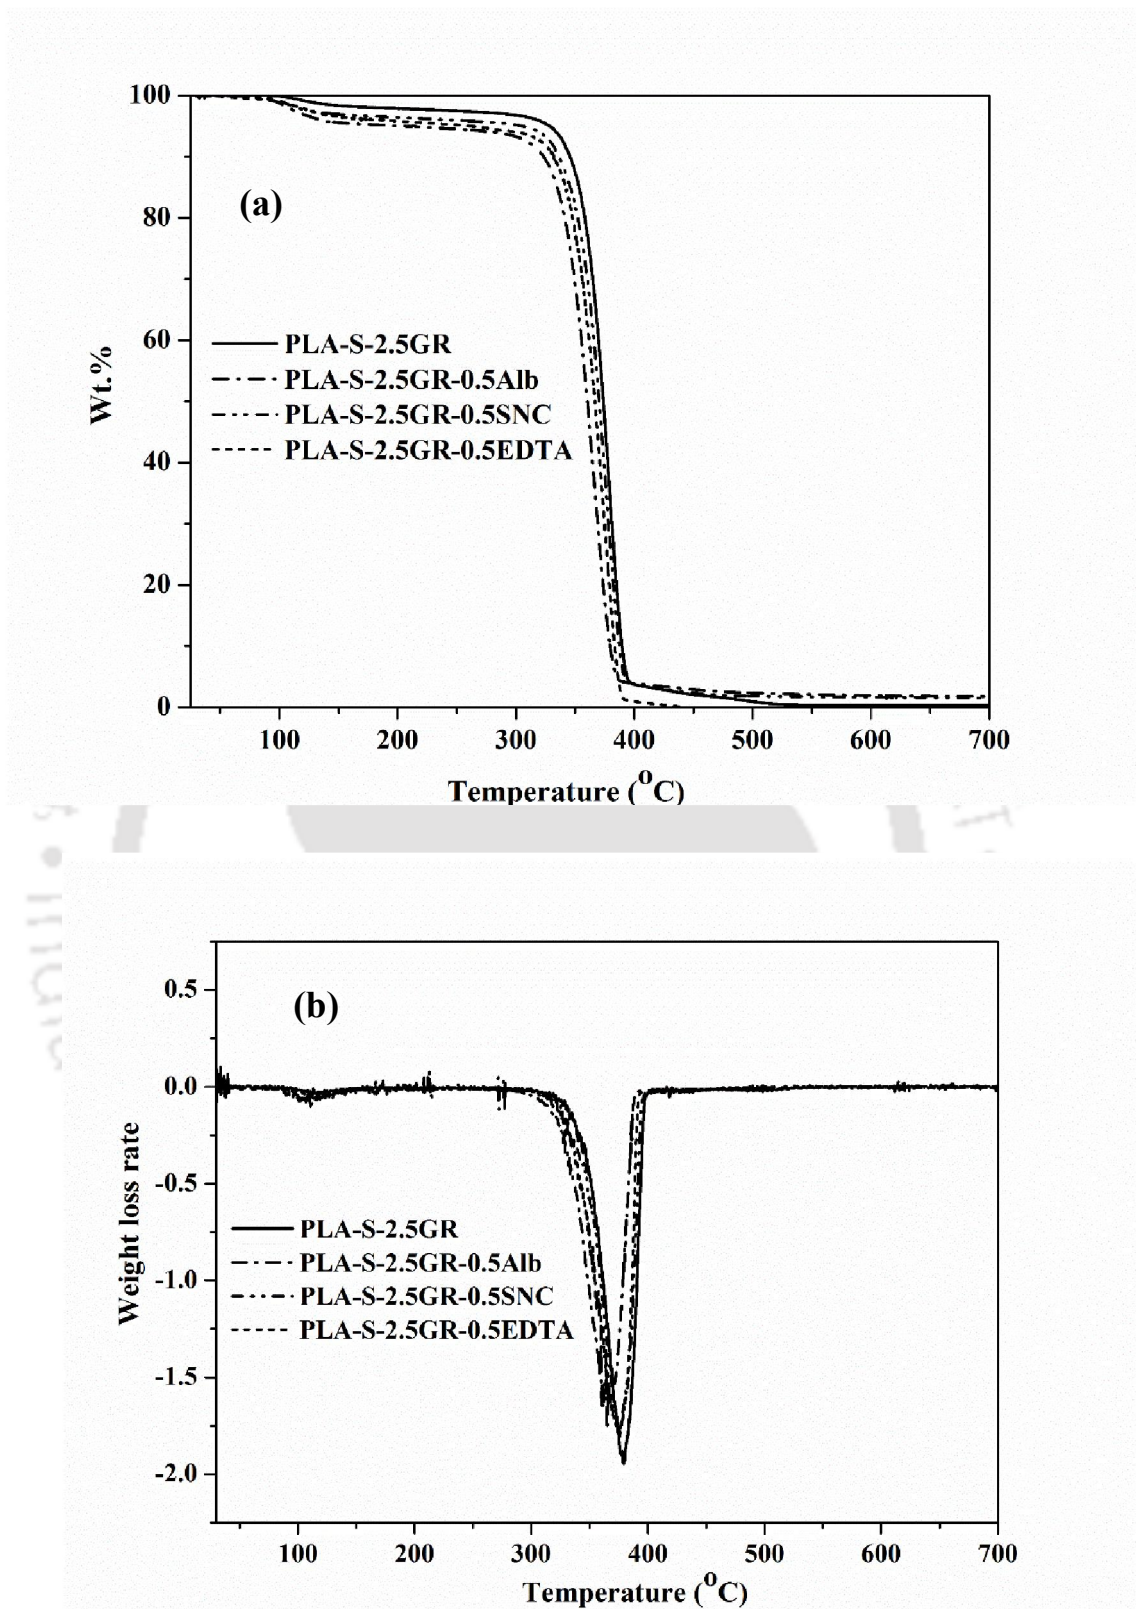 100
80
60
40
20
0
Wt.%
(a)
PLA-S-2.5GR
PLA-S-2.5GR-0.5Alb
PLA-S-2.5GR-0.5SNC
PLA-S-2.5GR-0.5EDTA
100 200 300 400 500 600 700
Temperature (°C)
0.5
0.0
-0.5
-1.0
-1.5
-2.0
Weight loss rate
(b)
PLA-S-2.5GR
PLA-S-2.5GR-0.5Alb
PLA-S-2.5GR-0.5SNC
PLA-S-2.5GR-0.5EDTA
100 200 300 400 500 600 700
Temperature (°C)